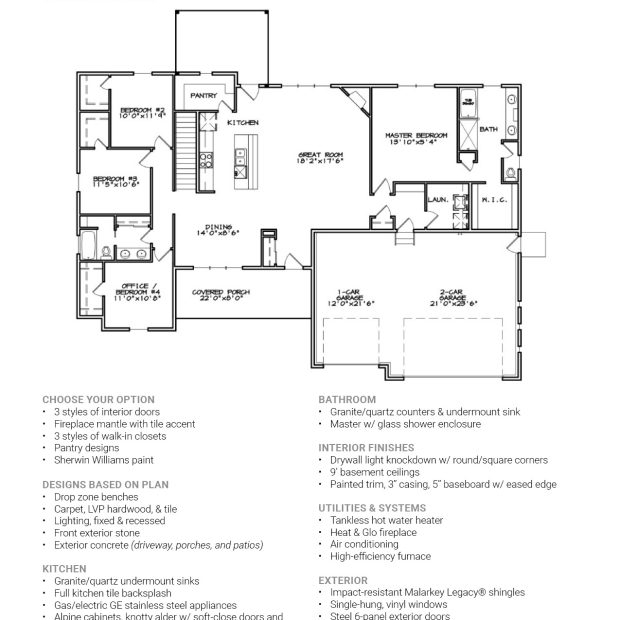 PANTRY
BEDROOM #2
10'0"x11'4"
KITCHEN
GREAT ROOM
18'2"x17'6"
MASTER BEDROOM
BATH
BEDROOM #3
11'5"x10'6"
LAUN.
W.I.C.
DINING
14'0"x8'6"
OFFICE /
BEDROOM #4
11'0"x10'8"
COVERED PORCH
22'0"x6'0"
1-CAR
GARAGE
12'0"x21'6"
2-CAR
GARAGE
21'0"x23'6"
CHOOSE YOUR OPTION
• 3 styles of interior doors
• Fireplace mantle with tile accent
• 3 styles of walk-in closets
• Pantry designs
• Sherwin Williams paint
DESIGNS BASED ON PLAN
• Drop zone benches
• Carpet, LVP hardwood, & tile
• Lighting, fixed & recessed
• Front exterior stone
• Exterior concrete (driveway, porches, and patios)
KITCHEN
• Granite/quartz undermount sinks
• Full kitchen tile backsplash
• Gas/electric GE stainless steel appliances
• Alpine cabinets, knotty alder w/ soft-close doors and
BATHROOM
• Granite/quartz counters & undermount sink
• Master w/ glass shower enclosure
INTERIOR FINISHES
• Drywall light knockdown w/ round/square corners
• 9' basement ceilings
• Painted trim, 3" casing, 5" baseboard w/ eased edge
UTILITIES & SYSTEMS
• Tankless hot water heater
• Heat & Glo fireplace
• Air conditioning
• High-efficiency furnace
EXTERIOR
• Impact-resistant Malarkey Legacy® shingles
• Single-hung, vinyl windows
• Steel 6-panel exterior doors